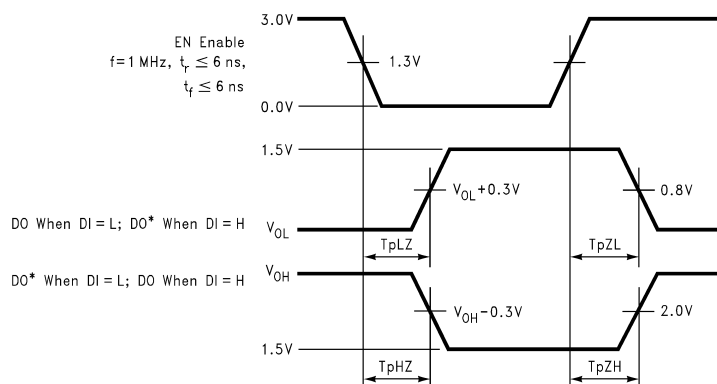 3.0V
EN Enable
f = 1 MHz, tr ≤ 6 ns,
tf ≤ 6 ns
1.3V
0.0V
1.5V
VOL+0.3V
0.8V
DO When DI = L; DO* When DI = H
VOL
TpLZ
TpZL
VOH
DO* When DI = L; DO When DI = H
VOH−0.3V
2.0V
1.5V
TpHZ
TpZH